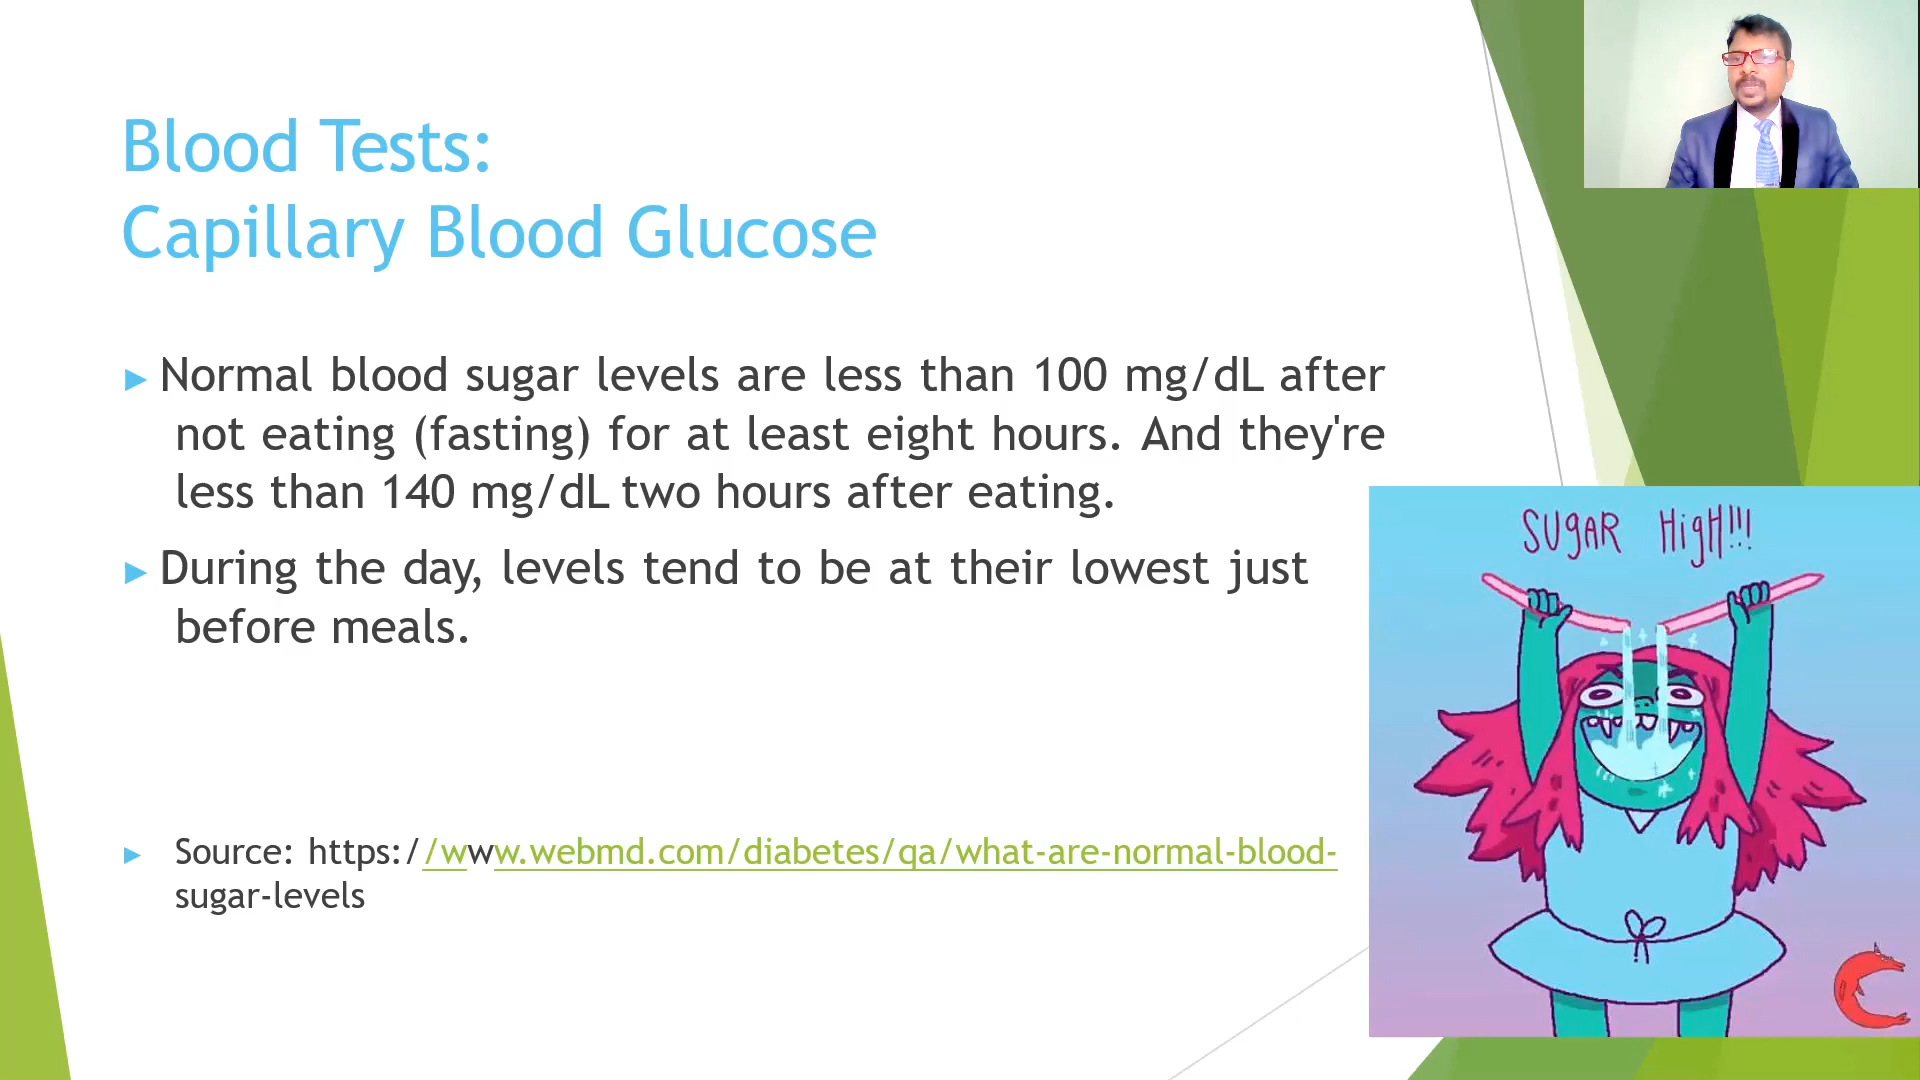 Blood Tests:
Capillary Blood Glucose
Normal blood sugar levels are less than 100 mg/dL after
not eating (fasting) for at least eight hours. And they're
less than 140 mg/dL two hours after eating.
During the day, levels tend to be at their lowest just
before meals.
Source: https://www.webmd.com/diabetes/qa/what-are-normal-blood-
sugar-levels
SUgAR HigH!!!